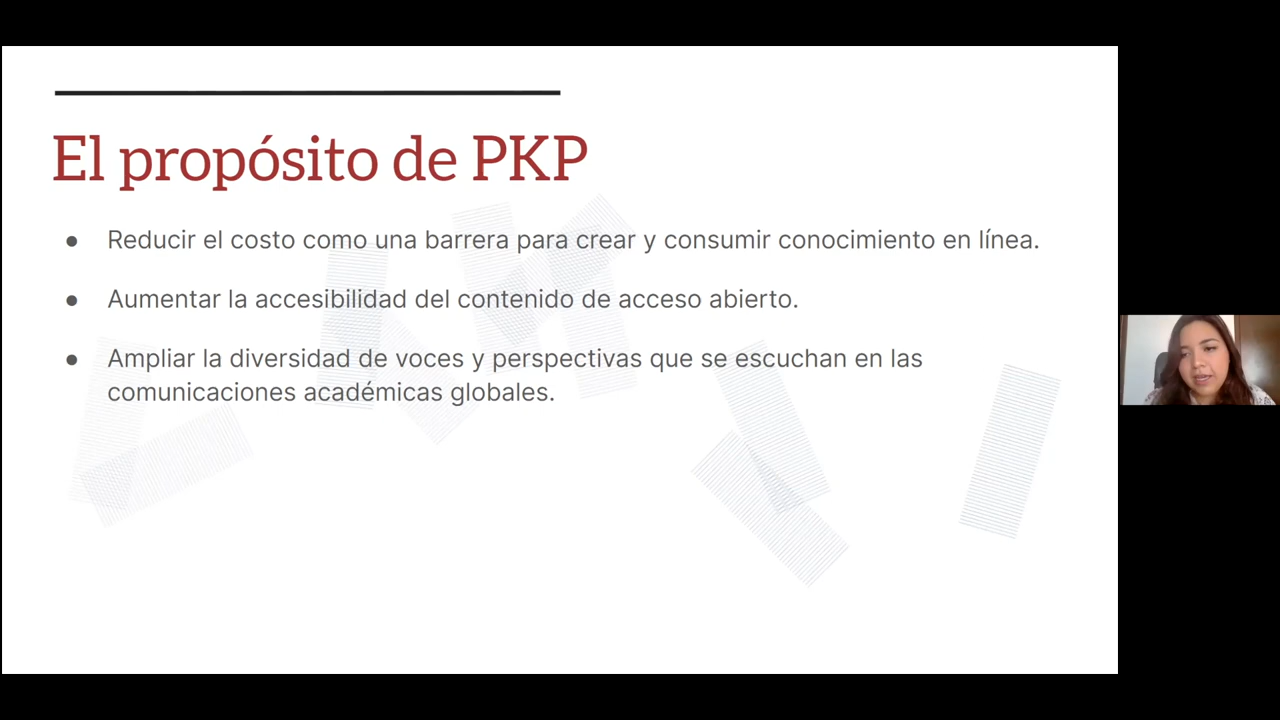 El propósito de PKP
● Reducir el costo como una barrera para crear y consumir conocimiento en línea.
● Aumentar la accesibilidad del contenido de acceso abierto.
● Ampliar la diversidad de voces y perspectivas que se escuchan en las
comunicaciones académicas globales.